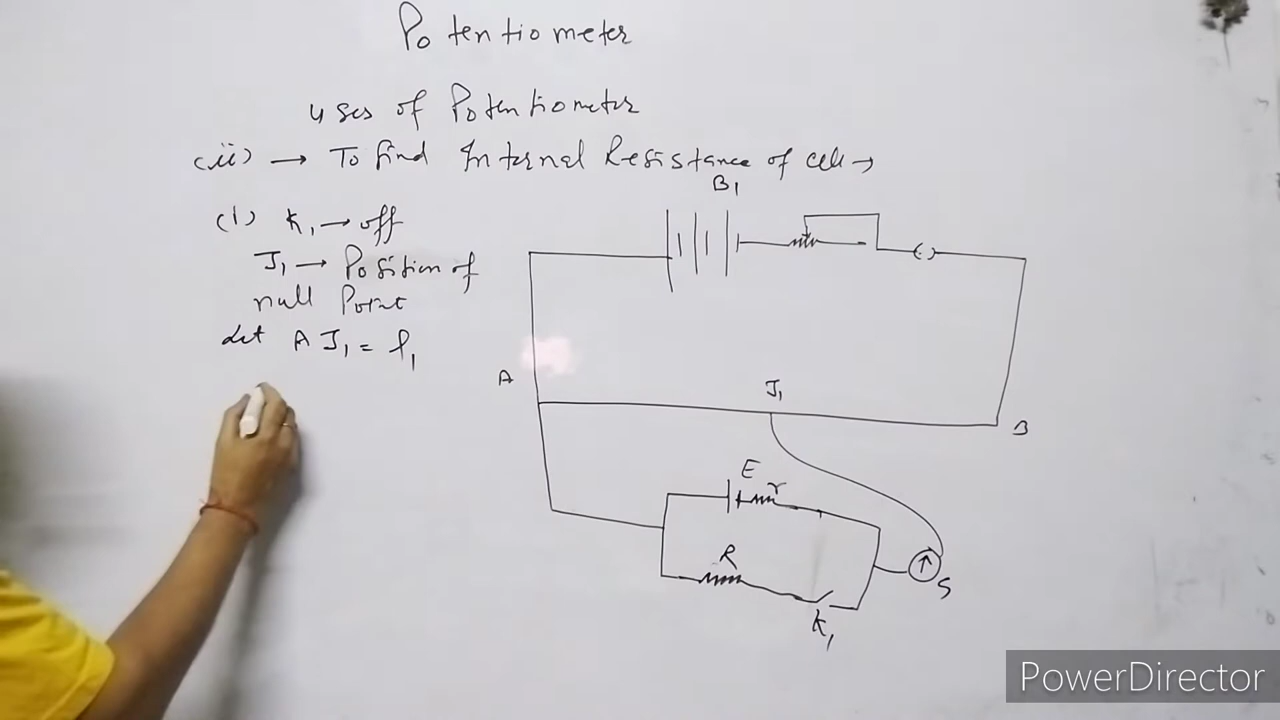 Potentiometer
uses of Potentiometer
(ii) → To find Internal Resistance of cell →
(1) K₁ → off
J₁ → Position of
null Point
Let A J₁ = l₁
B₁
A
J₁
B
E
r
R
K₁
G
PowerDirector